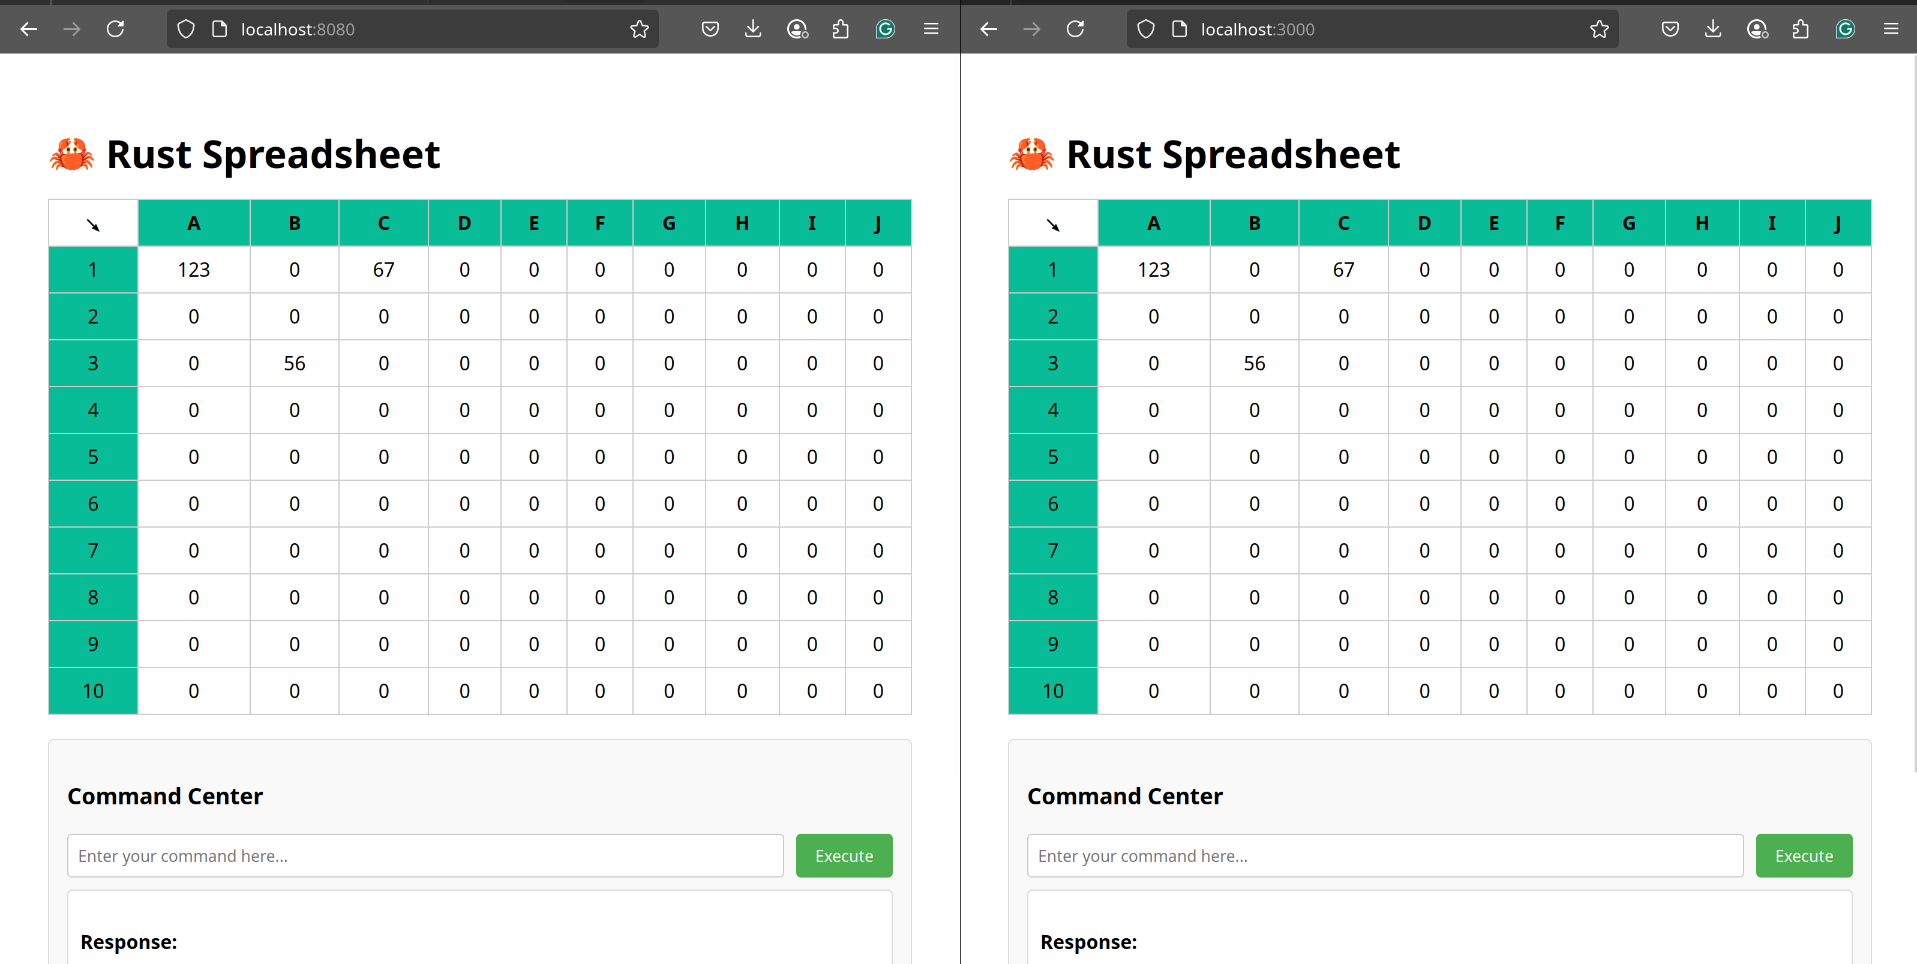 localhost:8080
🦀 Rust Spreadsheet
➘ A B C D E F G H I J
1 123 0 67 0 0 0 0 0 0 0
2 0 0 0 0 0 0 0 0 0 0
3 0 56 0 0 0 0 0 0 0 0
4 0 0 0 0 0 0 0 0 0 0
5 0 0 0 0 0 0 0 0 0 0
6 0 0 0 0 0 0 0 0 0 0
7 0 0 0 0 0 0 0 0 0 0
8 0 0 0 0 0 0 0 0 0 0
9 0 0 0 0 0 0 0 0 0 0
10 0 0 0 0 0 0 0 0 0 0
Command Center
Enter your command here...
Execute
Response:
localhost:3000
🦀 Rust Spreadsheet
➘ A B C D E F G H I J
1 123 0 67 0 0 0 0 0 0 0
2 0 0 0 0 0 0 0 0 0 0
3 0 56 0 0 0 0 0 0 0 0
4 0 0 0 0 0 0 0 0 0 0
5 0 0 0 0 0 0 0 0 0 0
6 0 0 0 0 0 0 0 0 0 0
7 0 0 0 0 0 0 0 0 0 0
8 0 0 0 0 0 0 0 0 0 0
9 0 0 0 0 0 0 0 0 0 0
10 0 0 0 0 0 0 0 0 0 0
Command Center
Enter your command here...
Execute
Response: